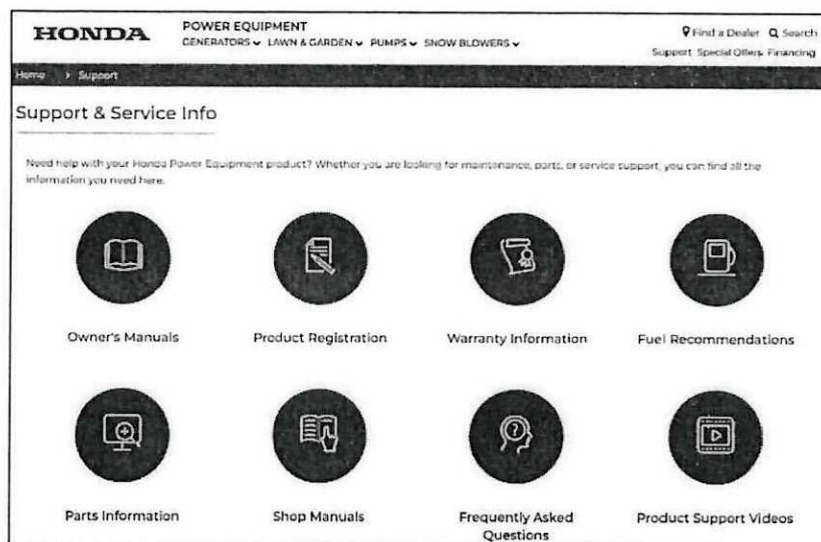 HONDA
POWER EQUIPMENT
GENERATORS LAWN & GARDEN PUMPS SNOW BLOWERS
Find a Dealer Search
Support Special Offers Financing
Home > Support
Support & Service Info
Need help with your Honda Power Equipment product? Whether you are looking for maintenance, parts, or service support, you can find all the
information you need here.
Owner's Manuals
Product Registration
Warranty Information
Fuel Recommendations
Parts Information
Shop Manuals
Frequently Asked
Questions
Product Support Videos